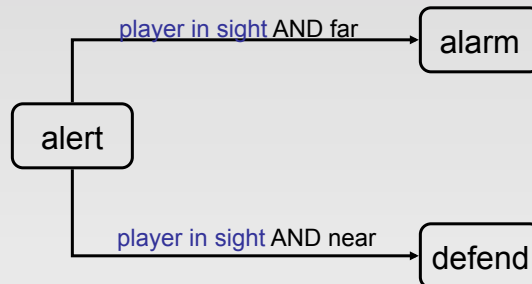 player in sight AND far
alarm
alert
player in sight AND near
defend